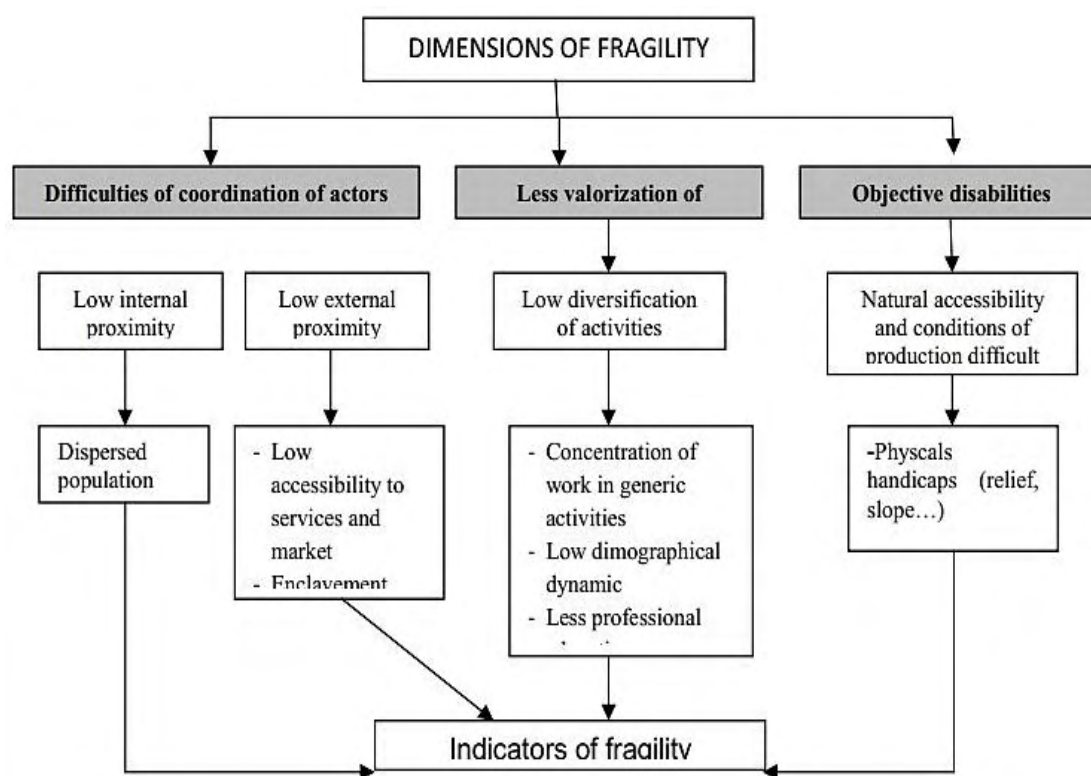 DIMENSIONS OF FRAGILITY
Difficulties of coordination of actors
Less valorization of
Objective disabilities
Low internal
proximity
Low external
proximity
Low diversification
of activities
Natural accessibility
and conditions of
production difficult
Dispersed
population
- Low
accessibility to
services and
market
- Enclavement
- Concentration of
work in generic
activities
- Low dimographical
dynamic
- Less professional
-Physcals
handicaps (relief,
slope…)
Indicators of fragility